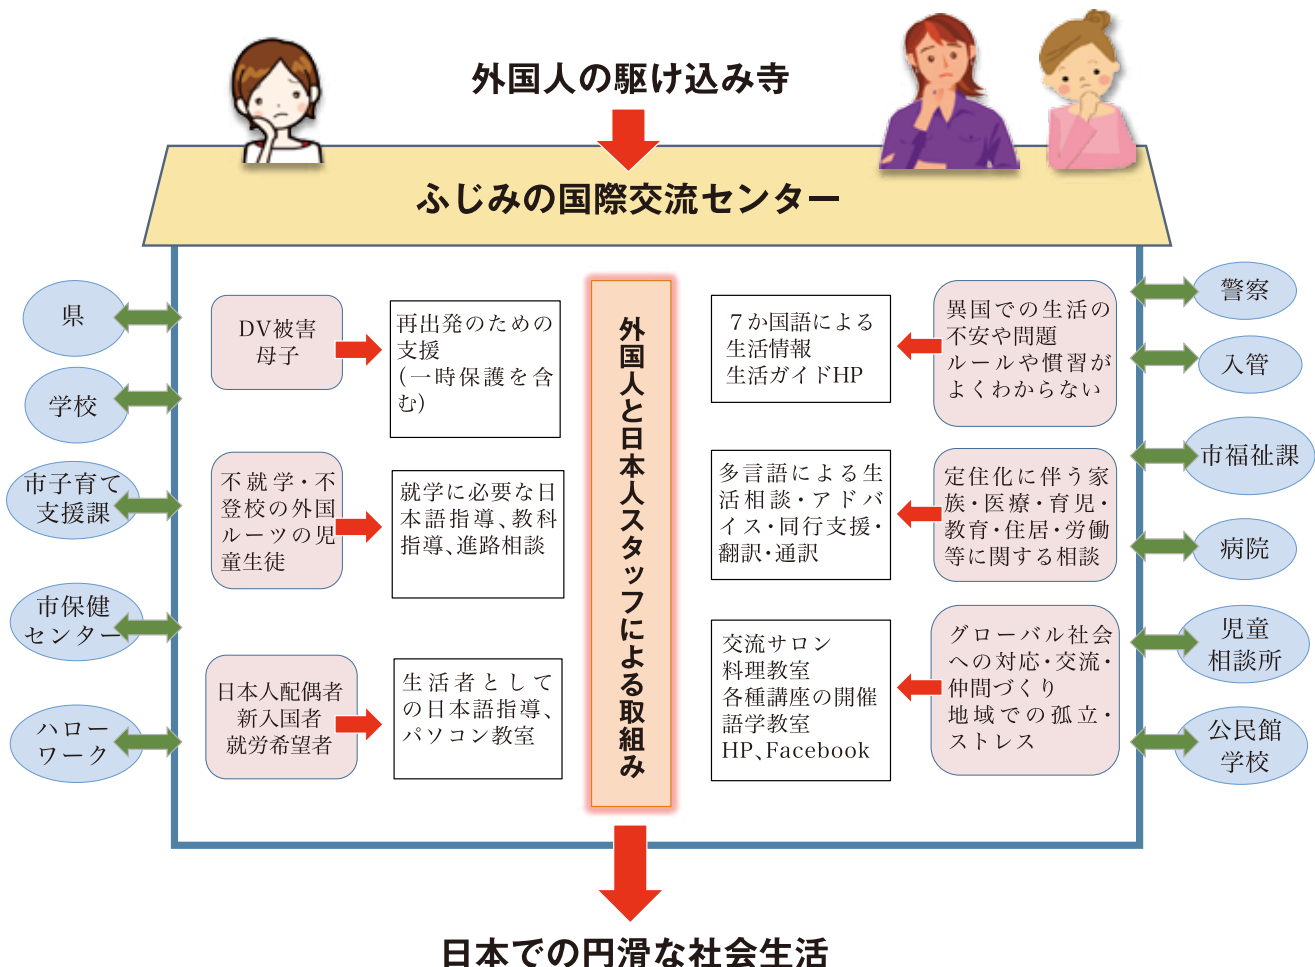 外国人の駆け込み寺
ふじみの国際交流センター
県
学校
市子育て
支援課
市保健
センター
ハロー
ワーク
DV被害
母子
再出発のための
支援
（一時保護を含
む）
不就学・不
登校の外国
ルーツの児
童生徒
就学に必要な日
本語指導、教科
指導、進路相談
日本人配偶者
新入国者
就労希望者
生活者として
の日本語指導、
パソコン教室
外国人と日本人スタッフによる取組み
７か国語による
生活情報
生活ガイドHP
異国での生活の
不安や問題
ルールや慣習が
よくわからない
多言語による生
活相談・アドバ
イス・同行支援・
翻訳・通訳
定住化に伴う家
族・医療・育児・
教育・住居・労働
等に関する相談
交流サロン
料理教室
各種講座の開催
語学教室
HP、Facebook
グローバル社会
への対応・交流・
仲間づくり
地域での孤立・
ストレス
警察
入管
市福祉課
病院
児童
相談所
公民館
学校
日本での円滑な社会生活